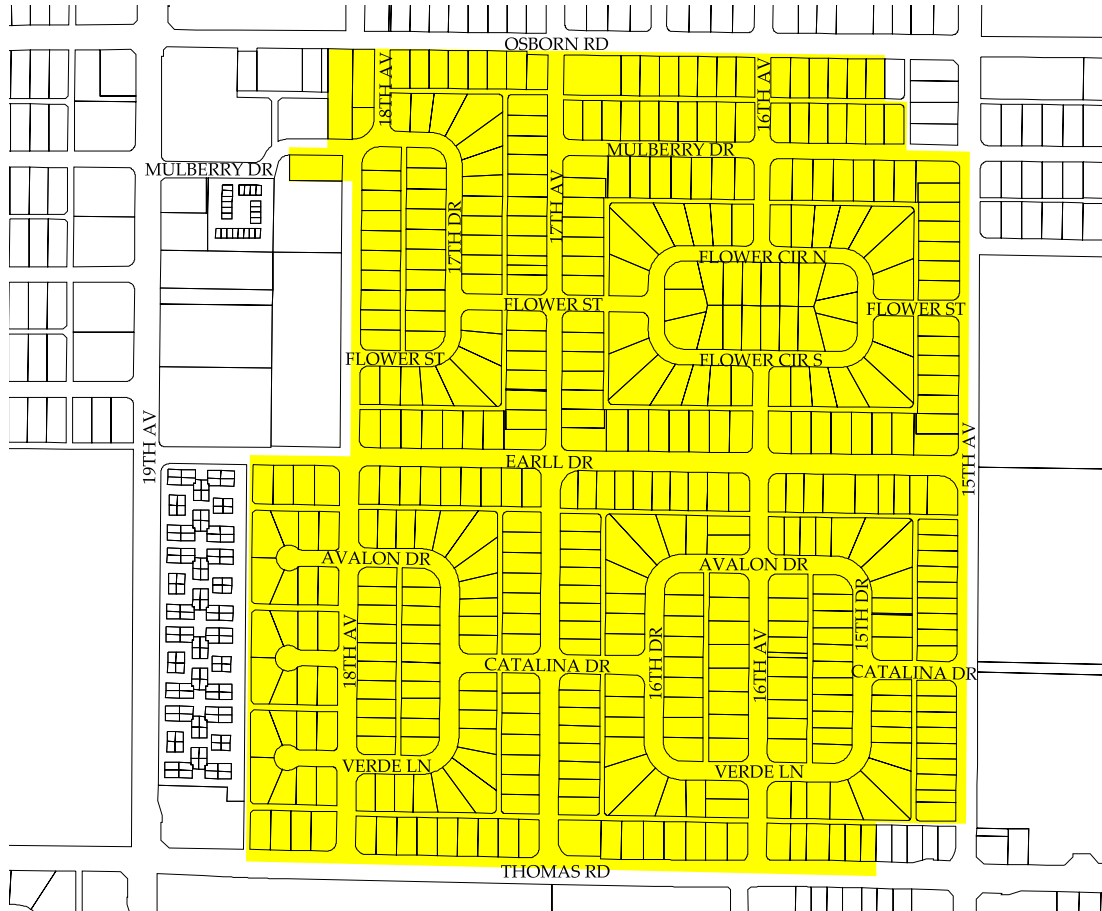 OSBORN RD
18TH AV
16TH AV
MULBERRY DR
MULBERRY DR
17TH AV
17TH DR
FLOWER CIR N
FLOWER ST
FLOWER ST
FLOWER ST
FLOWER CIR S
19TH AV
15TH AV
EARLL DR
AVALON DR
AVALON DR
15TH DR
18TH AV
16TH DR
16TH AV
CATALINA DR
CATALINA DR
VERDE LN
VERDE LN
THOMAS RD